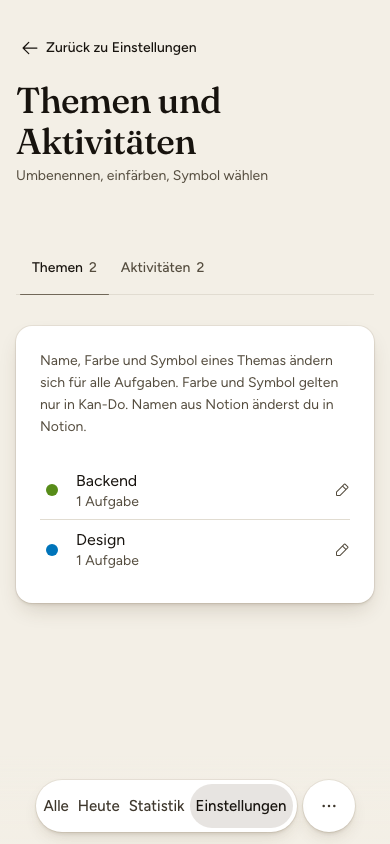 Zurück zu Einstellungen
Themen und
Aktivitäten
Umbenennen, einfärben, Symbol wählen
Themen 2 Aktivitäten 2
Name, Farbe und Symbol eines Themas ändern
sich für alle Aufgaben. Farbe und Symbol gelten
nur in Kan-Do. Namen aus Notion änderst du in
Notion.
Backend
1 Aufgabe
Design
1 Aufgabe
Alle Heute Statistik Einstellungen